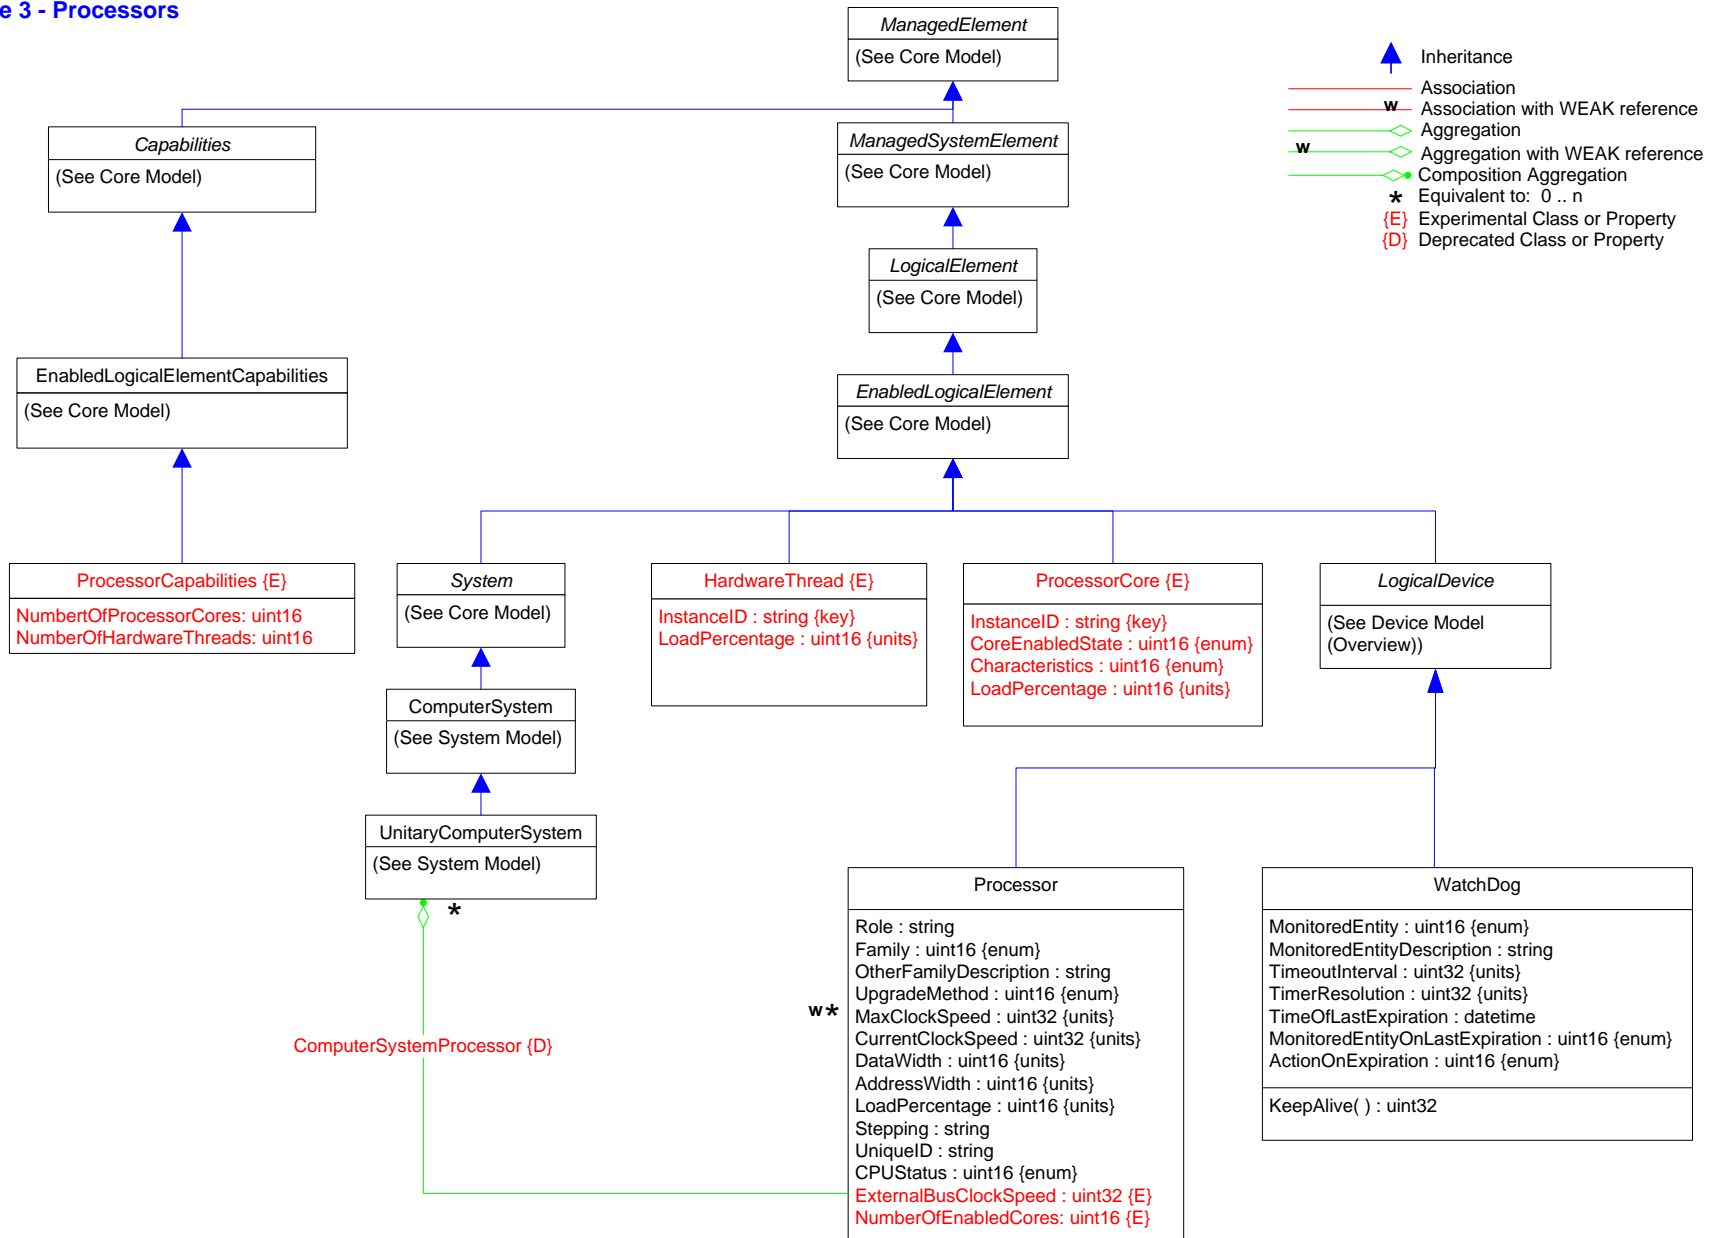 e 3 - Processors
ManagedElement
(See Core Model)
Inheritance
Association
w
Association with WEAK reference
Aggregation
w
Aggregation with WEAK reference
Composition Aggregation
* Equivalent to: 0 .. n
{E} Experimental Class or Property
{D} Deprecated Class or Property
Capabilities
(See Core Model)
ManagedSystemElement
(See Core Model)
LogicalElement
(See Core Model)
EnabledLogicalElementCapabilities
(See Core Model)
EnabledLogicalElement
(See Core Model)
ProcessorCapabilities {E}
NumbertOfProcessorCores: uint16
NumberOfHardwareThreads: uint16
System
(See Core Model)
HardwareThread {E}
InstanceID : string {key}
LoadPercentage : uint16 {units}
ProcessorCore {E}
InstanceID : string {key}
CoreEnabledState : uint16 {enum}
Characteristics : uint16 {enum}
LoadPercentage : uint16 {units}
LogicalDevice
(See Device Model
(Overview))
ComputerSystem
(See System Model)
UnitaryComputerSystem
(See System Model)
*
ComputerSystemProcessor {D}
w*
Processor
Role : string
Family : uint16 {enum}
OtherFamilyDescription : string
UpgradeMethod : uint16 {enum}
MaxClockSpeed : uint32 {units}
CurrentClockSpeed : uint32 {units}
DataWidth : uint16 {units}
AddressWidth : uint16 {units}
LoadPercentage : uint16 {units}
Stepping : string
UniqueID : string
CPUStatus : uint16 {enum}
ExternalBusClockSpeed : uint32 {E}
NumberOfEnabledCores: uint16 {E}
WatchDog
MonitoredEntity : uint16 {enum}
MonitoredEntityDescription : string
TimeoutInterval : uint32 {units}
TimerResolution : uint32 {units}
TimeOfLastExpiration : datetime
MonitoredEntityOnLastExpiration : uint16 {enum}
ActionOnExpiration : uint16 {enum}
KeepAlive( ) : uint32